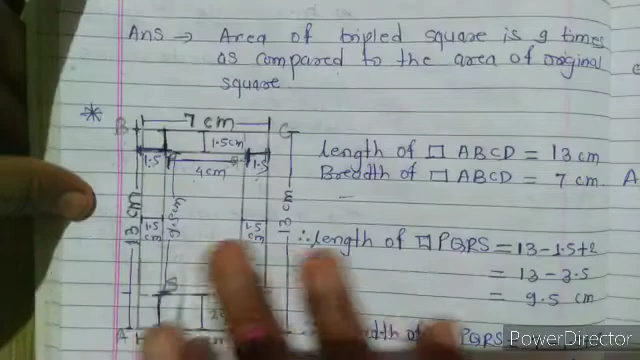 Ans → Area of tripled square is 9 times
as compared to the area of original
square
*
7 cm
B
C
1.5cm
1.5
1.5
4cm
length of □ ABCD = 13 cm
Breadth of □ ABCD = 7 cm
A
13 cm
9.5cm
13 cm
1.5
cm
1.5
cm
∴ length of □PQRS = 13 - 1.5+2
= 13 - 3.5
= 9.5 cm
S
A
PQRS
PowerDirector